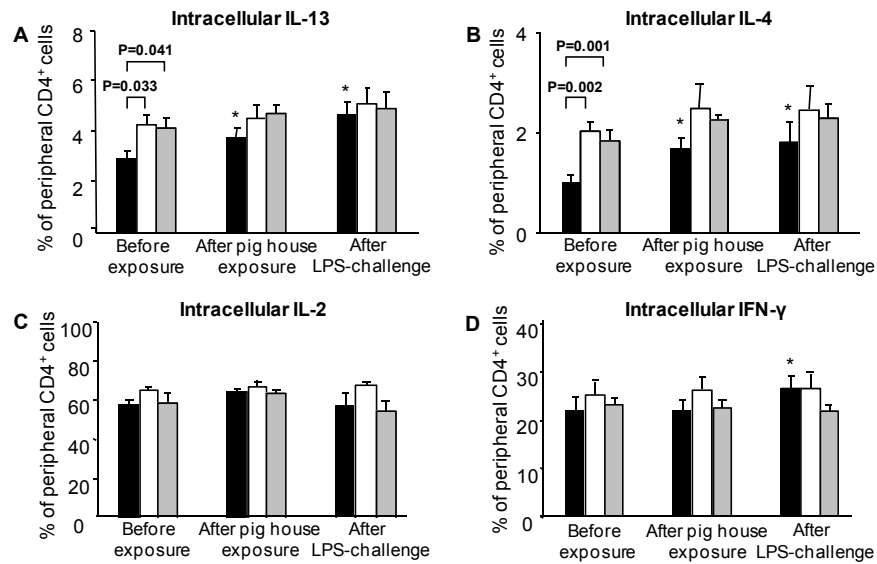 Intracellular IL-13
A
% of peripheral CD4⁺ cells
8
6
4
2
0
P=0.041
P=0.033
*
*
Before
exposure
After pig house
exposure
After
LPS-challenge
Intracellular IL-4
B
% of peripheral CD4⁺ cells
4
2
0
P=0.001
P=0.002
*
*
Before
exposure
After pig house
exposure
After
LPS-challenge
Intracellular IL-2
C
% of peripheral CD4⁺ cells
100
80
60
40
20
0
Before
exposure
After pig house
exposure
After
LPS-challenge
Intracellular IFN-γ
D
% of peripheral CD4⁺ cells
40
30
20
10
0
*
Before
exposure
After pig house
exposure
After
LPS-challenge